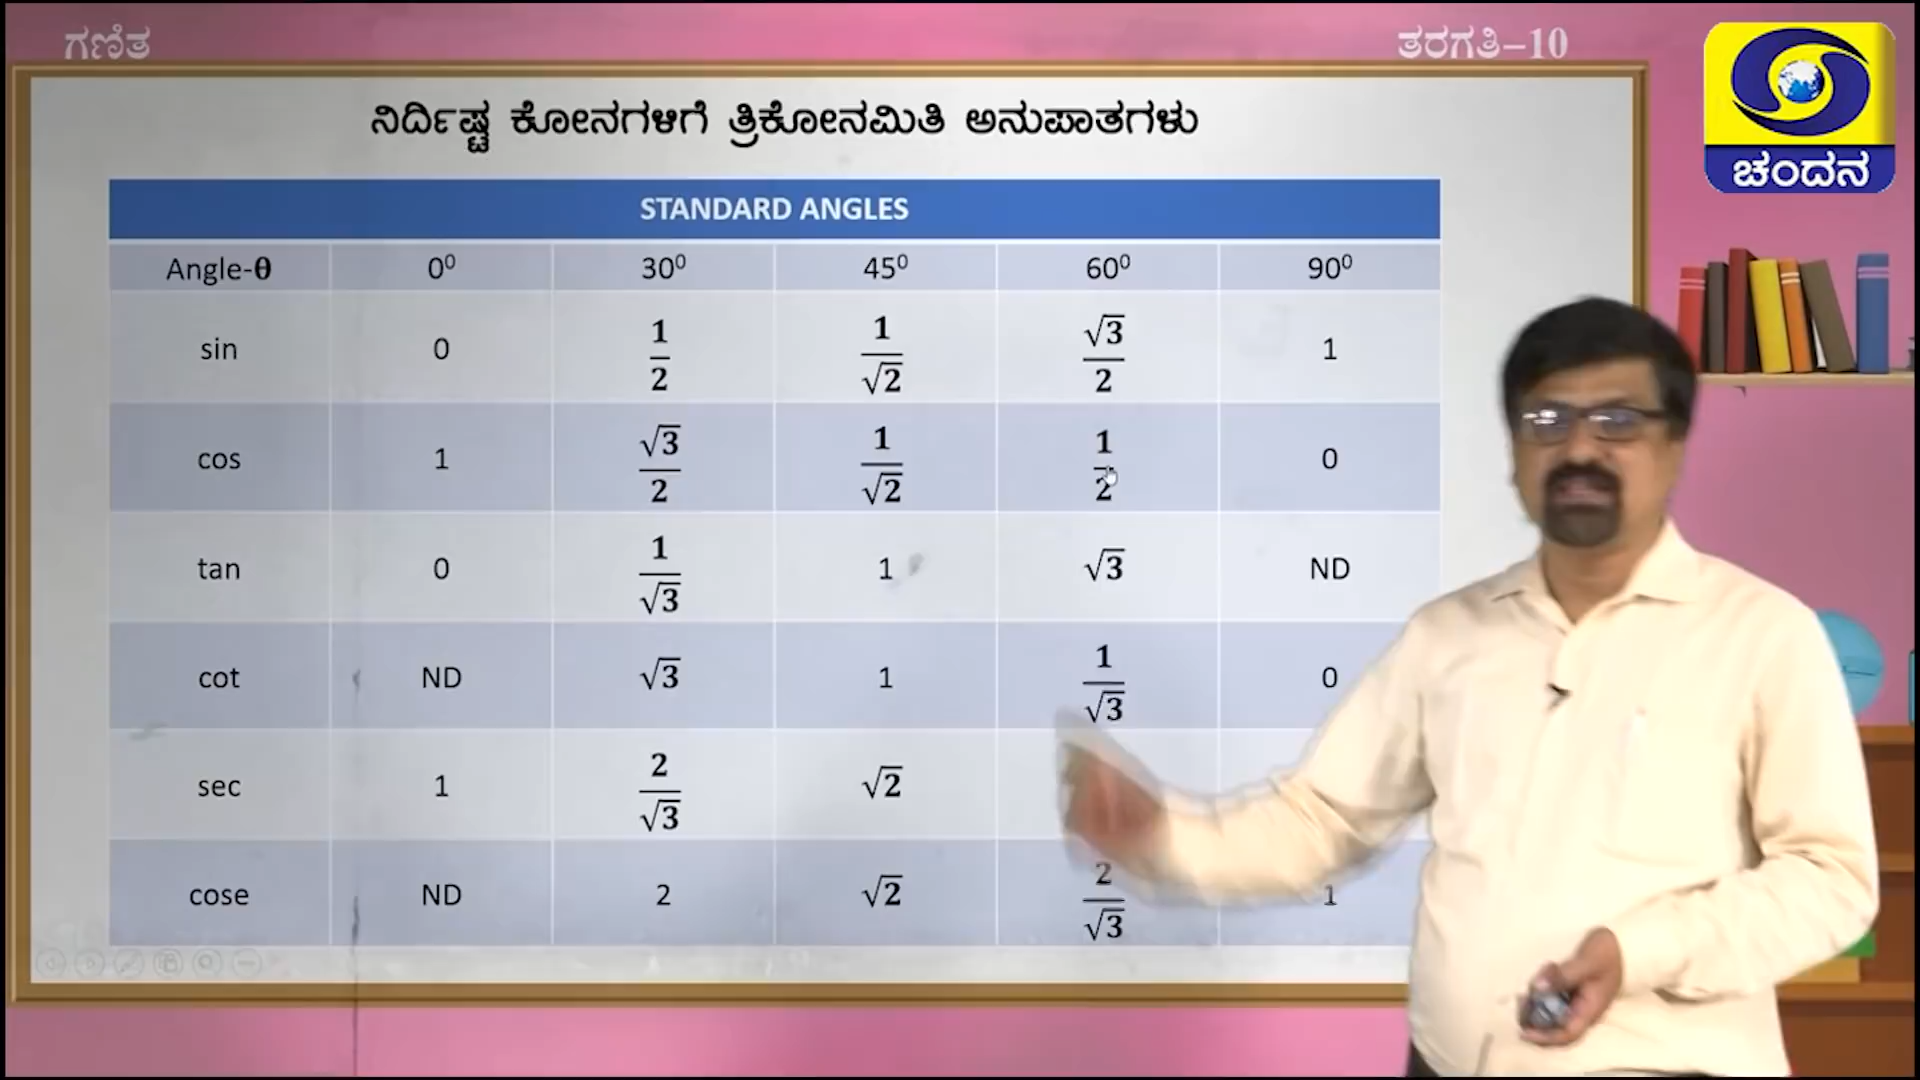 ಗಣಿತ
ತರಗತಿ–10
ಚಂದನ
ನಿರ್ದಿಷ್ಟ ಕೋನಗಳಿಗೆ ತ್ರಿಕೋನಮಿತಿ ಅನುಪಾತಗಳು
STANDARD ANGLES
Angle-θ 0⁰ 30⁰ 45⁰ 60⁰ 90⁰
sin 0 1/2 1/√2 √3/2 1
cos 1 √3/2 1/√2 1/2 0
tan 0 1/√3 1 √3 ND
cot ND √3 1 1/√3 0
sec 1 2/√3 √2
cose ND 2 √2 2/√3 1